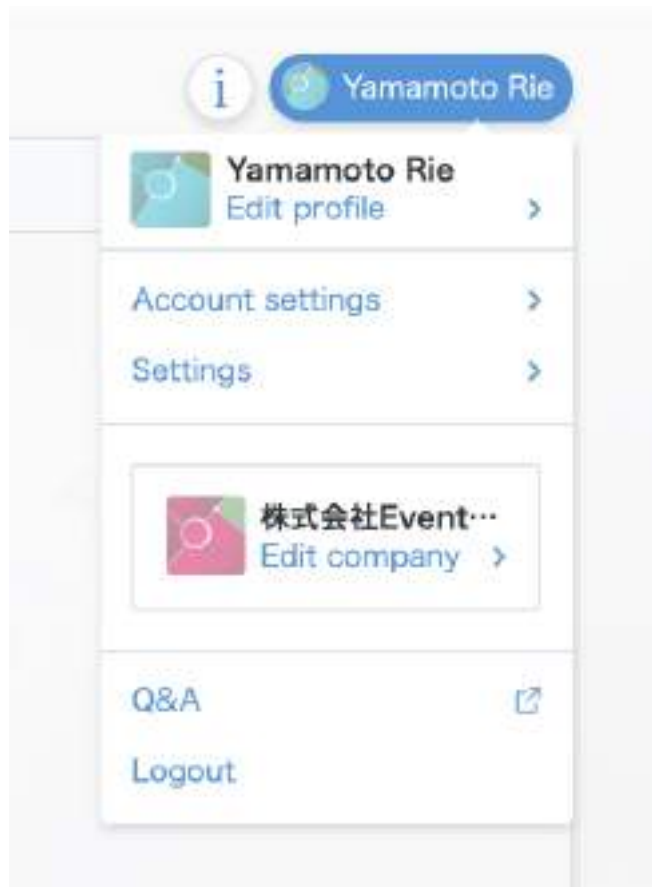 i
Yamamoto Rie
Yamamoto Rie
Edit profile
Account settings
Settings
株式会社Event…
Edit company
Q&A
Logout